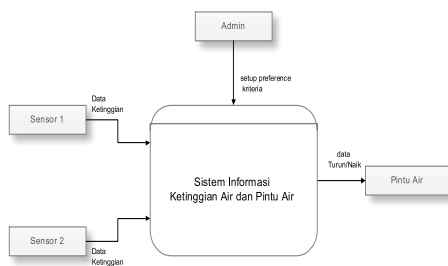 Admin
setup preference
kriteria
Data
Ketinggian
Sensor 1
Sistem Informasi
Ketinggian Air dan Pintu Air
data
Turun/Naik
Pintu Air
Sensor 2
Data
Ketinggian